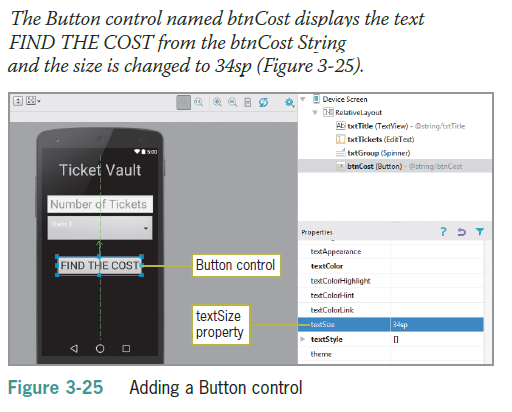 The Button control named btnCost displays the text
FIND THE COST from the btnCost String
and the size is changed to 34sp (Figure 3-25).
Device Screen
RelativeLayout
Ab txtTitle (TextView) - @string/txtTitle
txtTickets (EditText)
txtGroup (Spinner)
btnCost (Button) - @string/btnCost
5:00
Ticket Vault
Number of Tickets
Item 1
FIND THE COST
Button control
textSize
property
Properties
?
textAppearance
textColor
textColorHighlight
textColorHint
textColorLink
textSize 34sp
textStyle []
theme
Figure 3-25 Adding a Button control